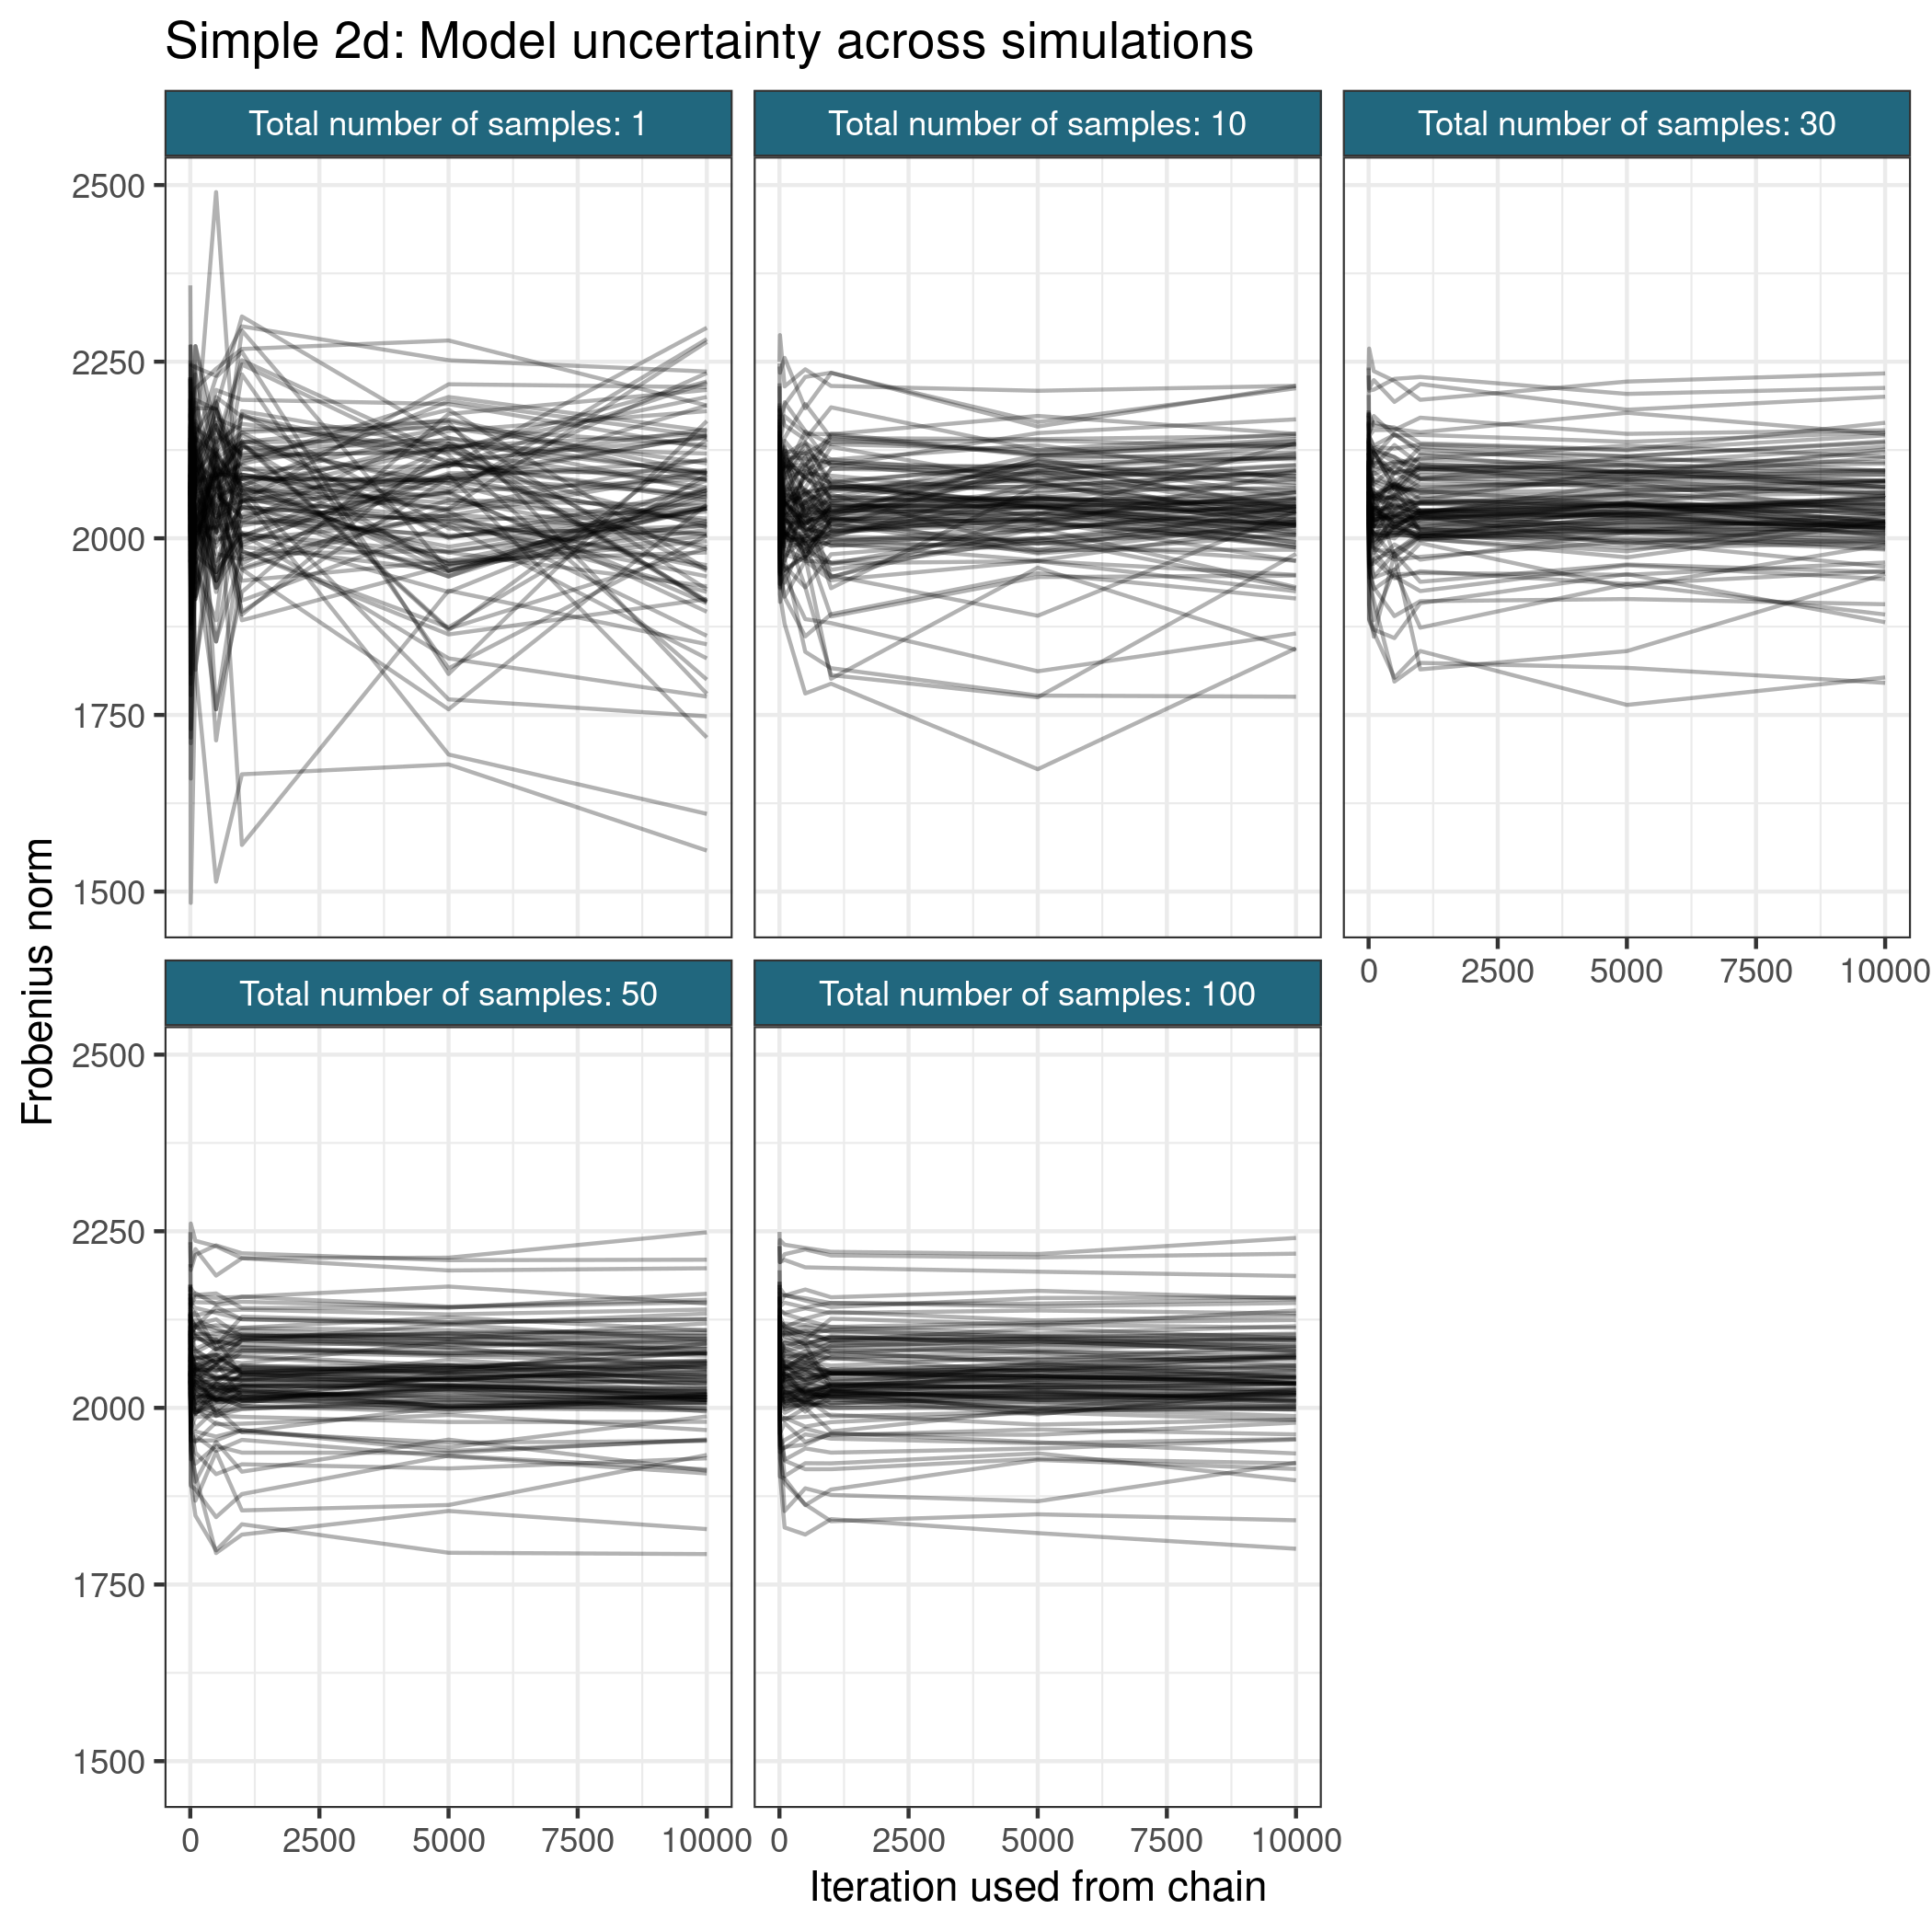 Simple 2d: Model uncertainty across simulations
Total number of samples: 1
Total number of samples: 10
Total number of samples: 30
2500
2250
2000
1750
1500
0 2500 5000 7500 10000
Total number of samples: 50
Total number of samples: 100
2500
2250
2000
1750
1500
0 2500 5000 7500 10000
0 2500 5000 7500 10000
Frobenius norm
Iteration used from chain